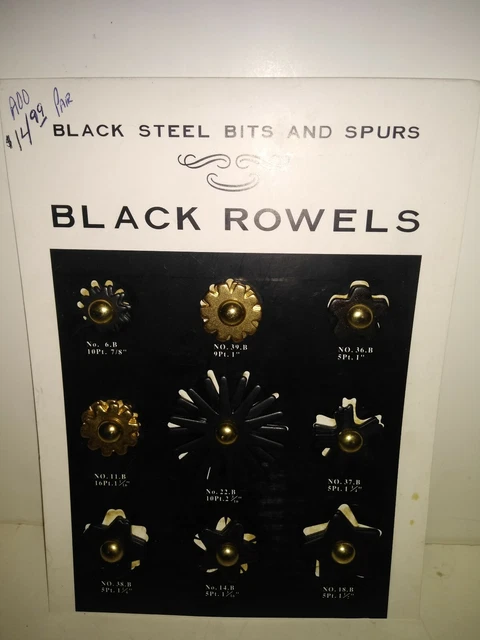 ADD
$14.99 PAIR
BLACK STEEL BITS AND SPURS
BLACK ROWELS
No. 6.B
10Pt. 7/8"
NO. 39.B
9Pt. 1"
NO. 36.B
5Pt. 1"
NO. 11.B
16Pt.
No. 22.B
10Pt.
NO. 37.B
5Pt.
NO. 38.B
5Pt.
No. 14.B
5Pt.
NO. 18.B
5Pt.